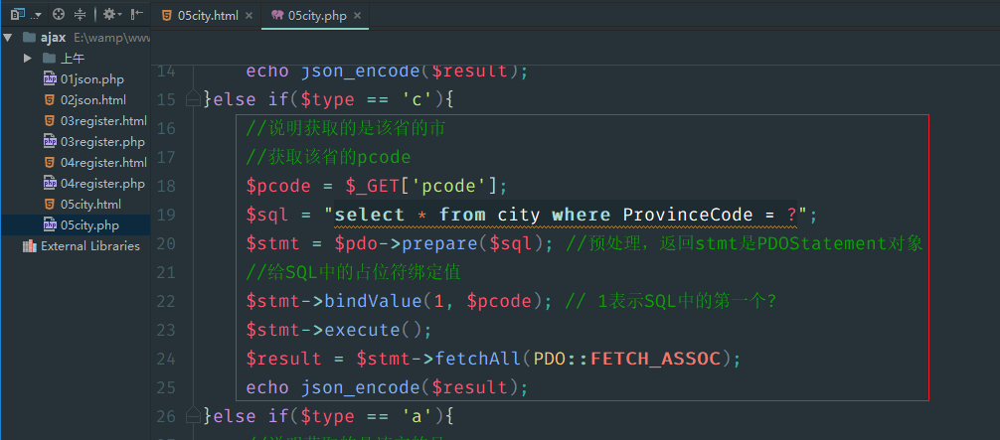 05city.html
05city.php
ajax E:\wamp\www
上午
01json.php
02json.html
03register.html
03register.php
04register.html
04register.php
05city.html
05city.php
External Libraries
14 echo json_encode($result);
15 }else if($type == 'c'){
16 //说明获取的是该省的市
17 //获取该省的pcode
18 $pcode = $_GET['pcode'];
19 $sql = "select * from city where ProvinceCode = ?";
20 $stmt = $pdo->prepare($sql); //预处理，返回stmt是PDOStatement对象
21 //给SQL中的占位符绑定值
22 $stmt->bindValue(1, $pcode); // 1表示SQL中的第一个?
23 $stmt->execute();
24 $result = $stmt->fetchAll(PDO::FETCH_ASSOC);
25 echo json_encode($result);
26 }else if($type == 'a'){